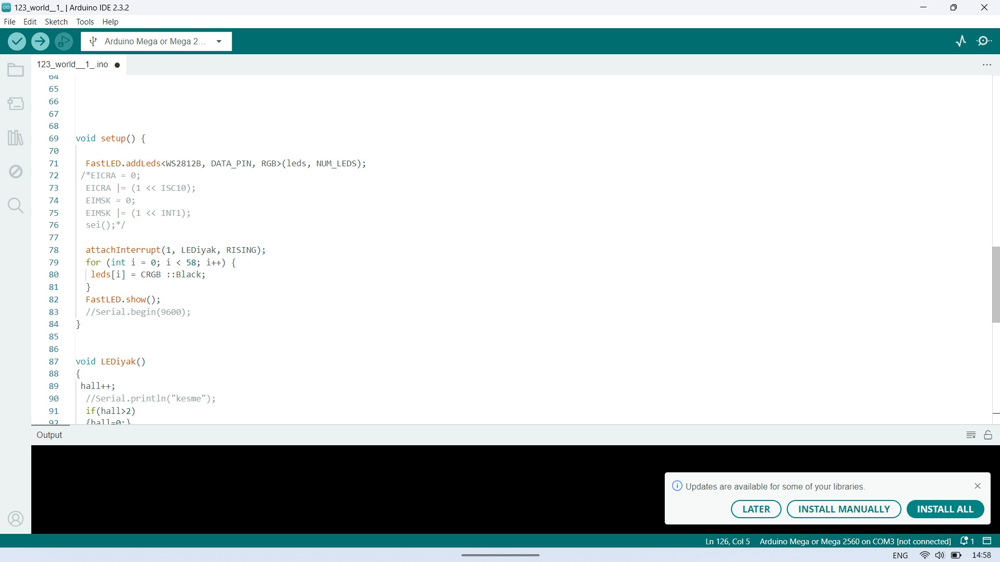 123_world__1_ | Arduino IDE 2.3.2
File Edit Sketch Tools Help
Arduino Mega or Mega 2...
123_world__1_.ino
64
65
66
67
68
69 void setup() {
70
71 FastLED.addLeds<WS2812B, DATA_PIN, RGB>(leds, NUM_LEDS);
72 /*EICRA = 0;
73 EICRA |= (1 << ISC10);
74 EIMSK = 0;
75 EIMSK |= (1 << INT1);
76 sei();*/
77
78 attachInterrupt(1, LEDiyak, RISING);
79 for (int i = 0; i < 58; i++) {
80 leds[i] = CRGB ::Black;
81 }
82 FastLED.show();
83 //Serial.begin(9600);
84 }
85
86
87 void LEDiyak()
88 {
89 hall++;
90 //Serial.println("kesme");
91 if(hall>2)
92 {hall=0;}
Output
Updates are available for some of your libraries.
LATER INSTALL MANUALLY INSTALL ALL
Ln 126, Col 5 Arduino Mega or Mega 2560 on COM3 [not connected] 1
ENG 14:58